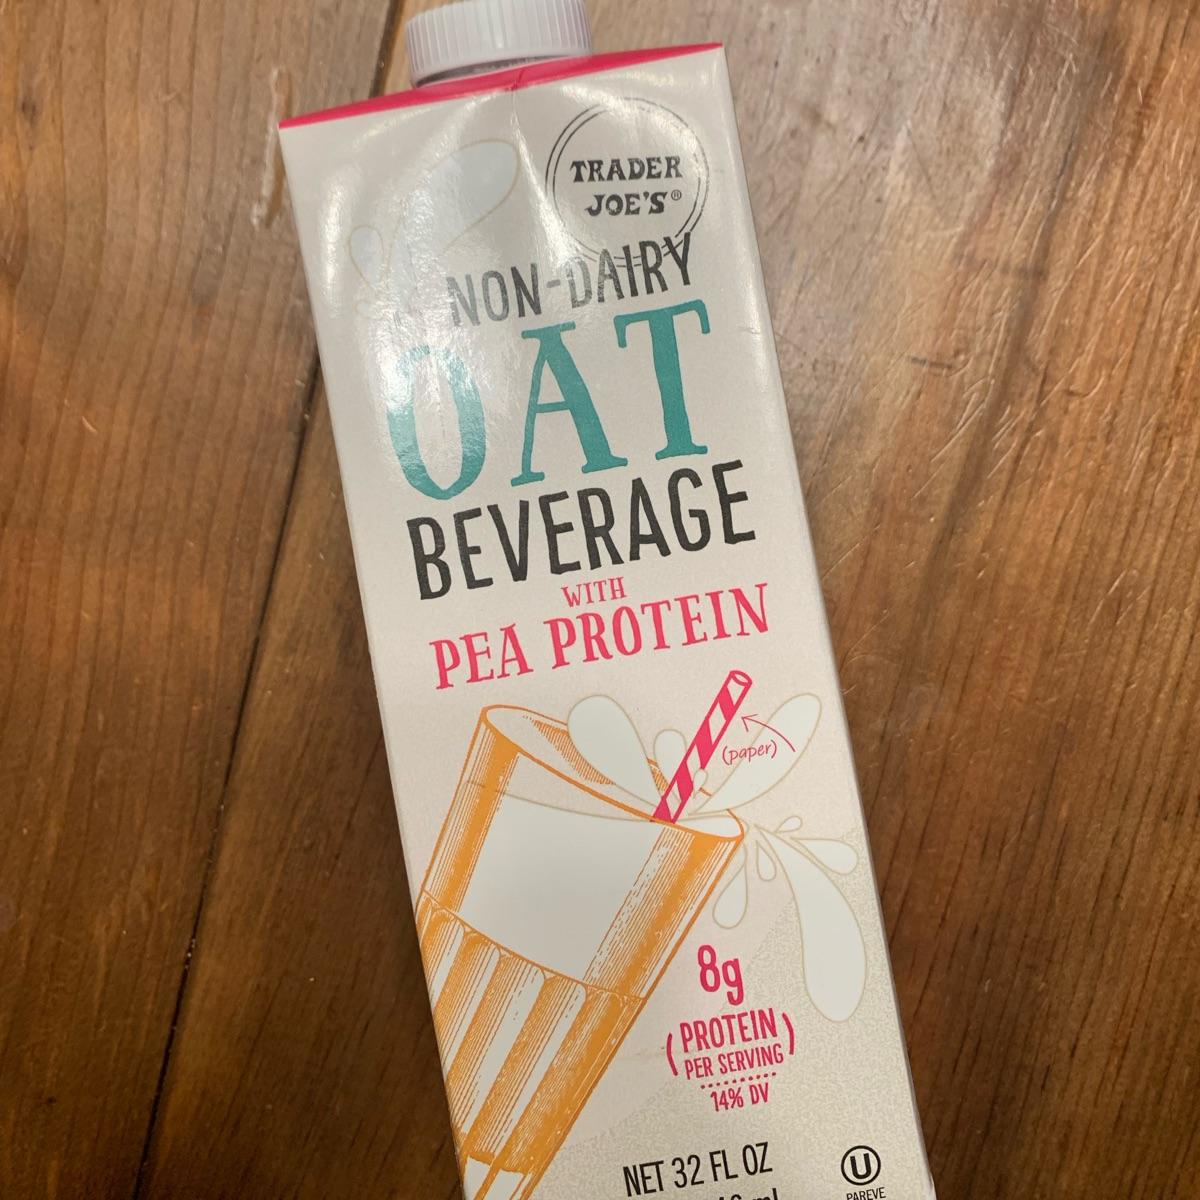 TRADER
JOE'S®
NON-DAIRY
OAT
BEVERAGE
WITH
PEA PROTEIN
(paper)
8g
(PROTEIN
PER SERVING)
14% DV
NET 32 FL OZ
ml
U
PAREVE